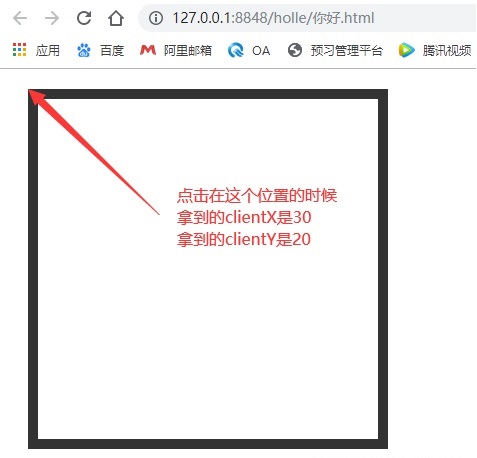 127.0.0.1:8848/holle/你好.html
应用 百度 阿里邮箱 OA 预习管理平台 腾讯视频
点击在这个位置的时候
拿到的clientX是30
拿到的clientY是20